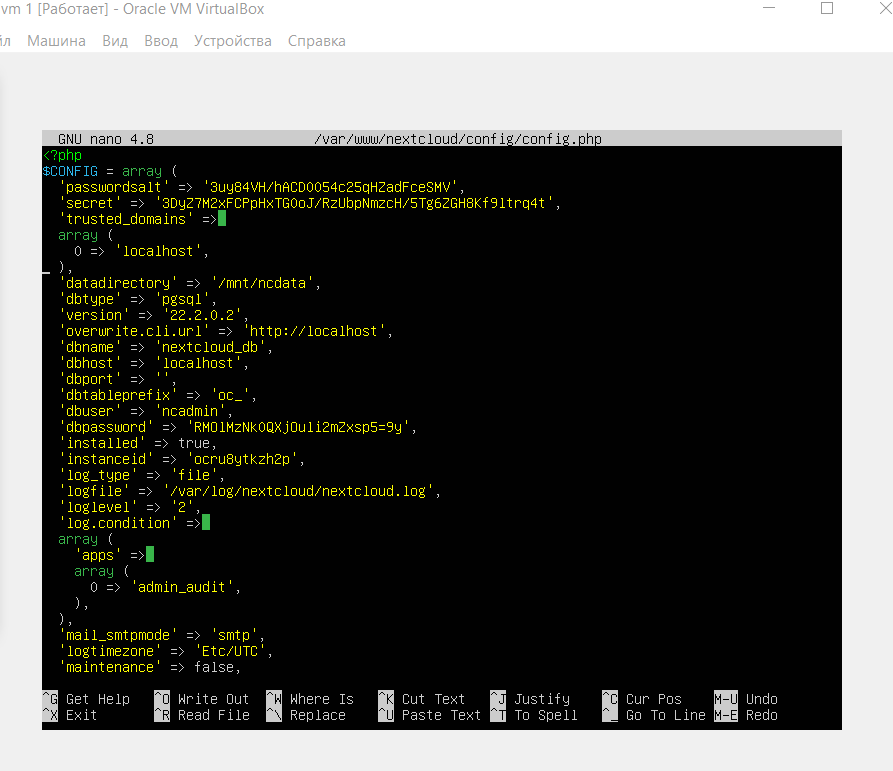 vm 1 [Работает] - Oracle VM VirtualBox
йл Машина Вид Ввод Устройства Справка
GNU nano 4.8 /var/www/nextcloud/config/config.php
<?php
$CONFIG = array (
'passwordsalt' => '3uy84VH/hACD0054c25qHZadFceSMV',
'secret' => '3DyZ7M2xFCPpHxTG0oJ/RzUbpNmzcH/5Tg6ZGH8Kf9ltrq4t',
'trusted_domains' =>
array (
0 => 'localhost',
),
'datadirectory' => '/mnt/ncdata',
'dbtype' => 'pgsql',
'version' => '22.2.0.2',
'overwrite.cli.url' => 'http://localhost',
'dbname' => 'nextcloud_db',
'dbhost' => 'localhost',
'dbport' => '',
'dbtableprefix' => 'oc_',
'dbuser' => 'ncadmin',
'dbpassword' => 'RMOlMzNk0QXjOuli2mZxsp5=9y',
'installed' => true,
'instanceid' => 'ocru8ytkzh2p',
'log_type' => 'file',
'logfile' => '/var/log/nextcloud/nextcloud.log',
'loglevel' => '2',
'log.condition' =>
array (
'apps' =>
array (
0 => 'admin_audit',
),
),
'mail_smtpmode' => 'smtp',
'logtimezone' => 'Etc/UTC',
'maintenance' => false,
^G Get Help ^O Write Out ^W Where Is ^K Cut Text ^J Justify ^C Cur Pos M-U Undo
^X Exit ^R Read File ^\ Replace ^U Paste Text ^T To Spell ^_ Go To Line M-E Redo